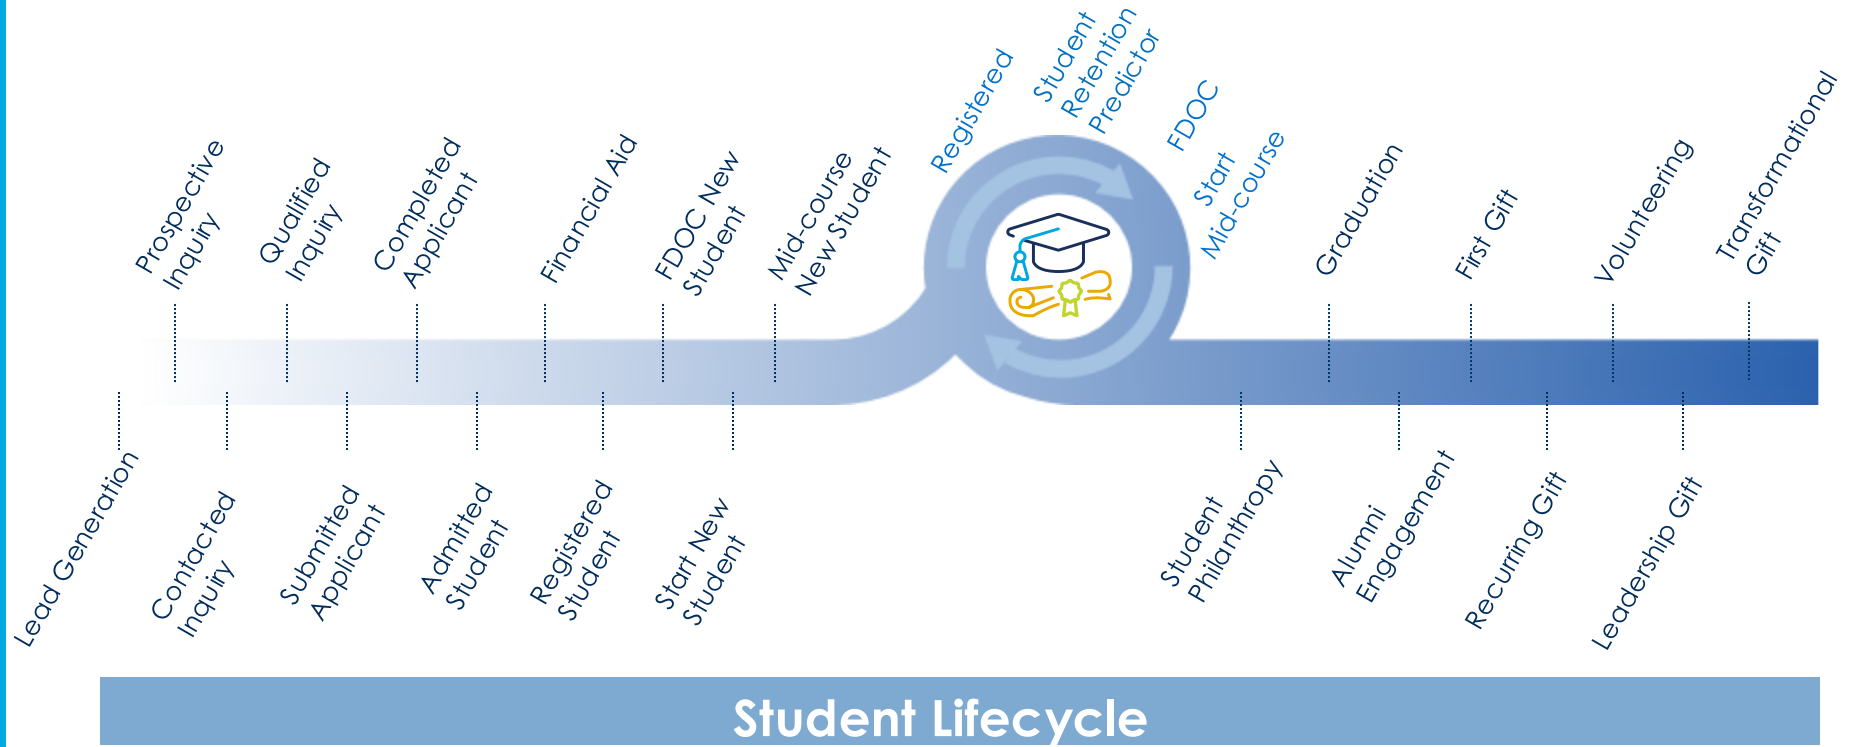 Prospective
Inquiry
Qualified
Inquiry
Completed
Applicant
Financial Aid
FDOC New
Student
Mid-course
New Student
Registered
Student
Retention
Predictor
FDOC
Start
Mid-course
Graduation
First Gift
Volunteering
Transformational
Gift
Lead Generation
Contacted
Inquiry
Submitted
Applicant
Admitted
Student
Registered
Student
Start New
Student
Student
Philanthropy
Alumni
Engagement
Recurring Gift
Leadership Gift
Student Lifecycle